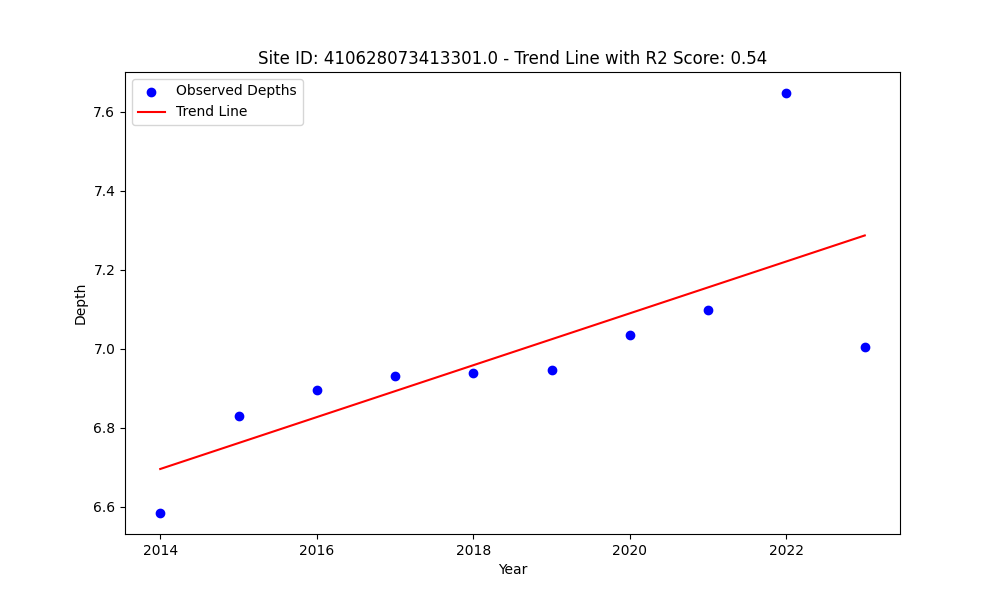 Site ID: 410628073413301.0 - Trend Line with R2 Score: 0.54
Observed Depths
Trend Line
7.6
7.4
7.2
7.0
6.8
6.6
Depth
2014
2016
2018
2020
2022
Year